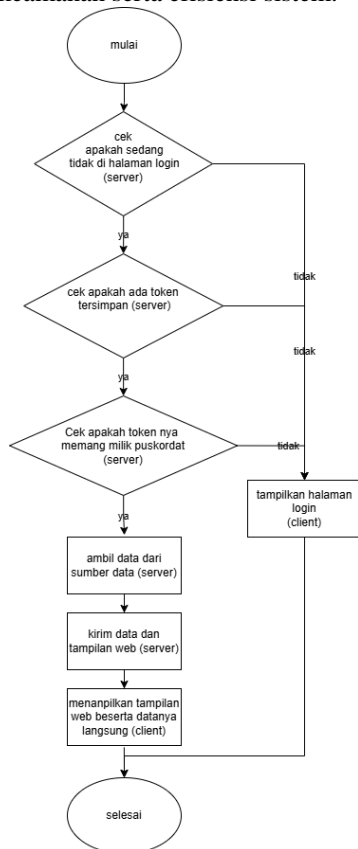 mulai
cek
apakah sedang
tidak di halaman login
(server)
ya
tidak
cek apakah ada token
tersimpan (server)
tidak
ya
Cek apakah token nya
memang milik puskordat
(server)
tidak
ya
tampilkan halaman
login
(client)
ambil data dari
sumber data (server)
kirim data dan
tampilan web (server)
menanpilkan tampilan
web beserta datanya
langsung (client)
selesai